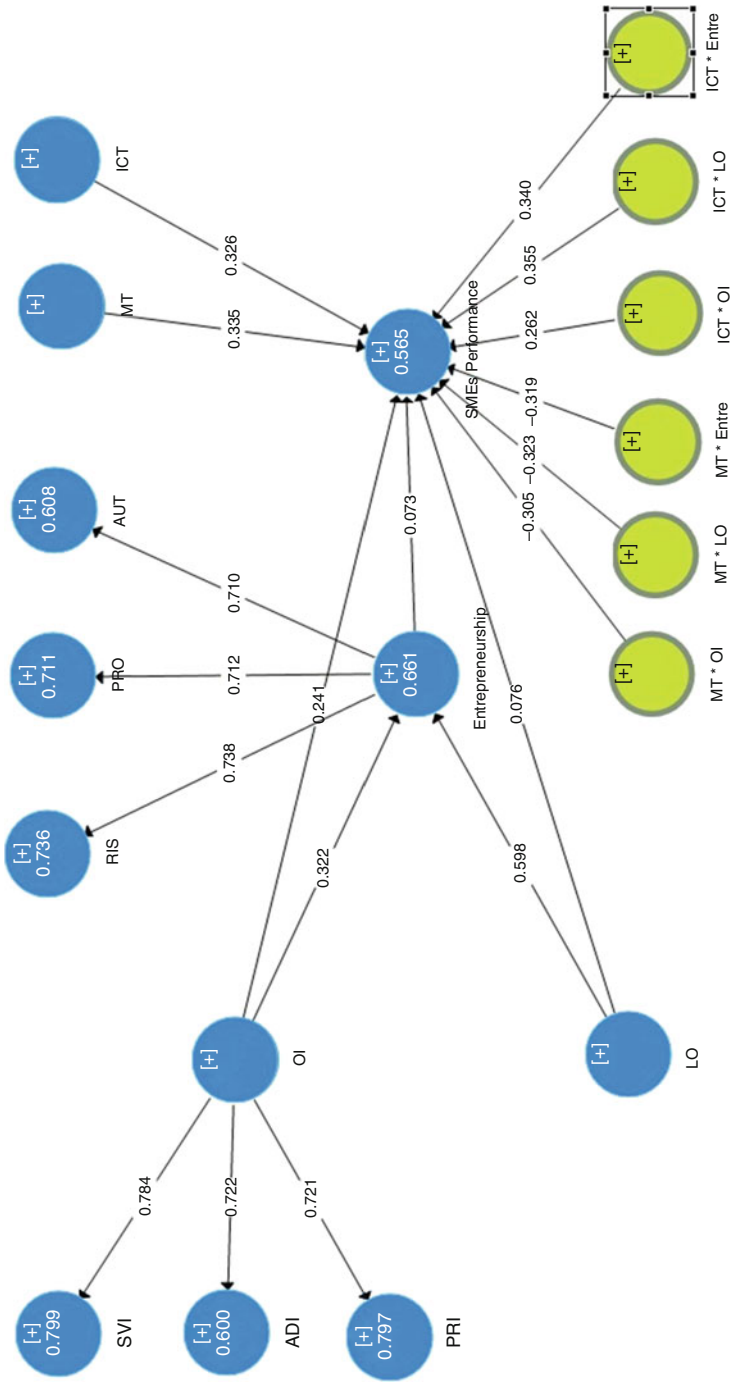 [+]
ICT
[+]
MT
[+]
0.608
AUT
[+]
0.711
PRO
[+]
0.736
RIS
0.326
0.335
0.710
0.712
0.738
0.241
0.322
[+]
OI
0.784
0.722
0.721
[+]
0.799
SVI
[+]
0.600
ADI
[+]
0.797
PRI
[+]
0.661
Entrepreneurship
0.073
[+]
0.565
SMEs Performance
0.076
0.598
[+]
LO
0.340
0.355
0.262
−0.319
−0.323
−0.305
[+]
ICT * Entre
[+]
ICT * LO
[+]
ICT * OI
[+]
MT * Entre
[+]
MT * LO
[+]
MT * OI